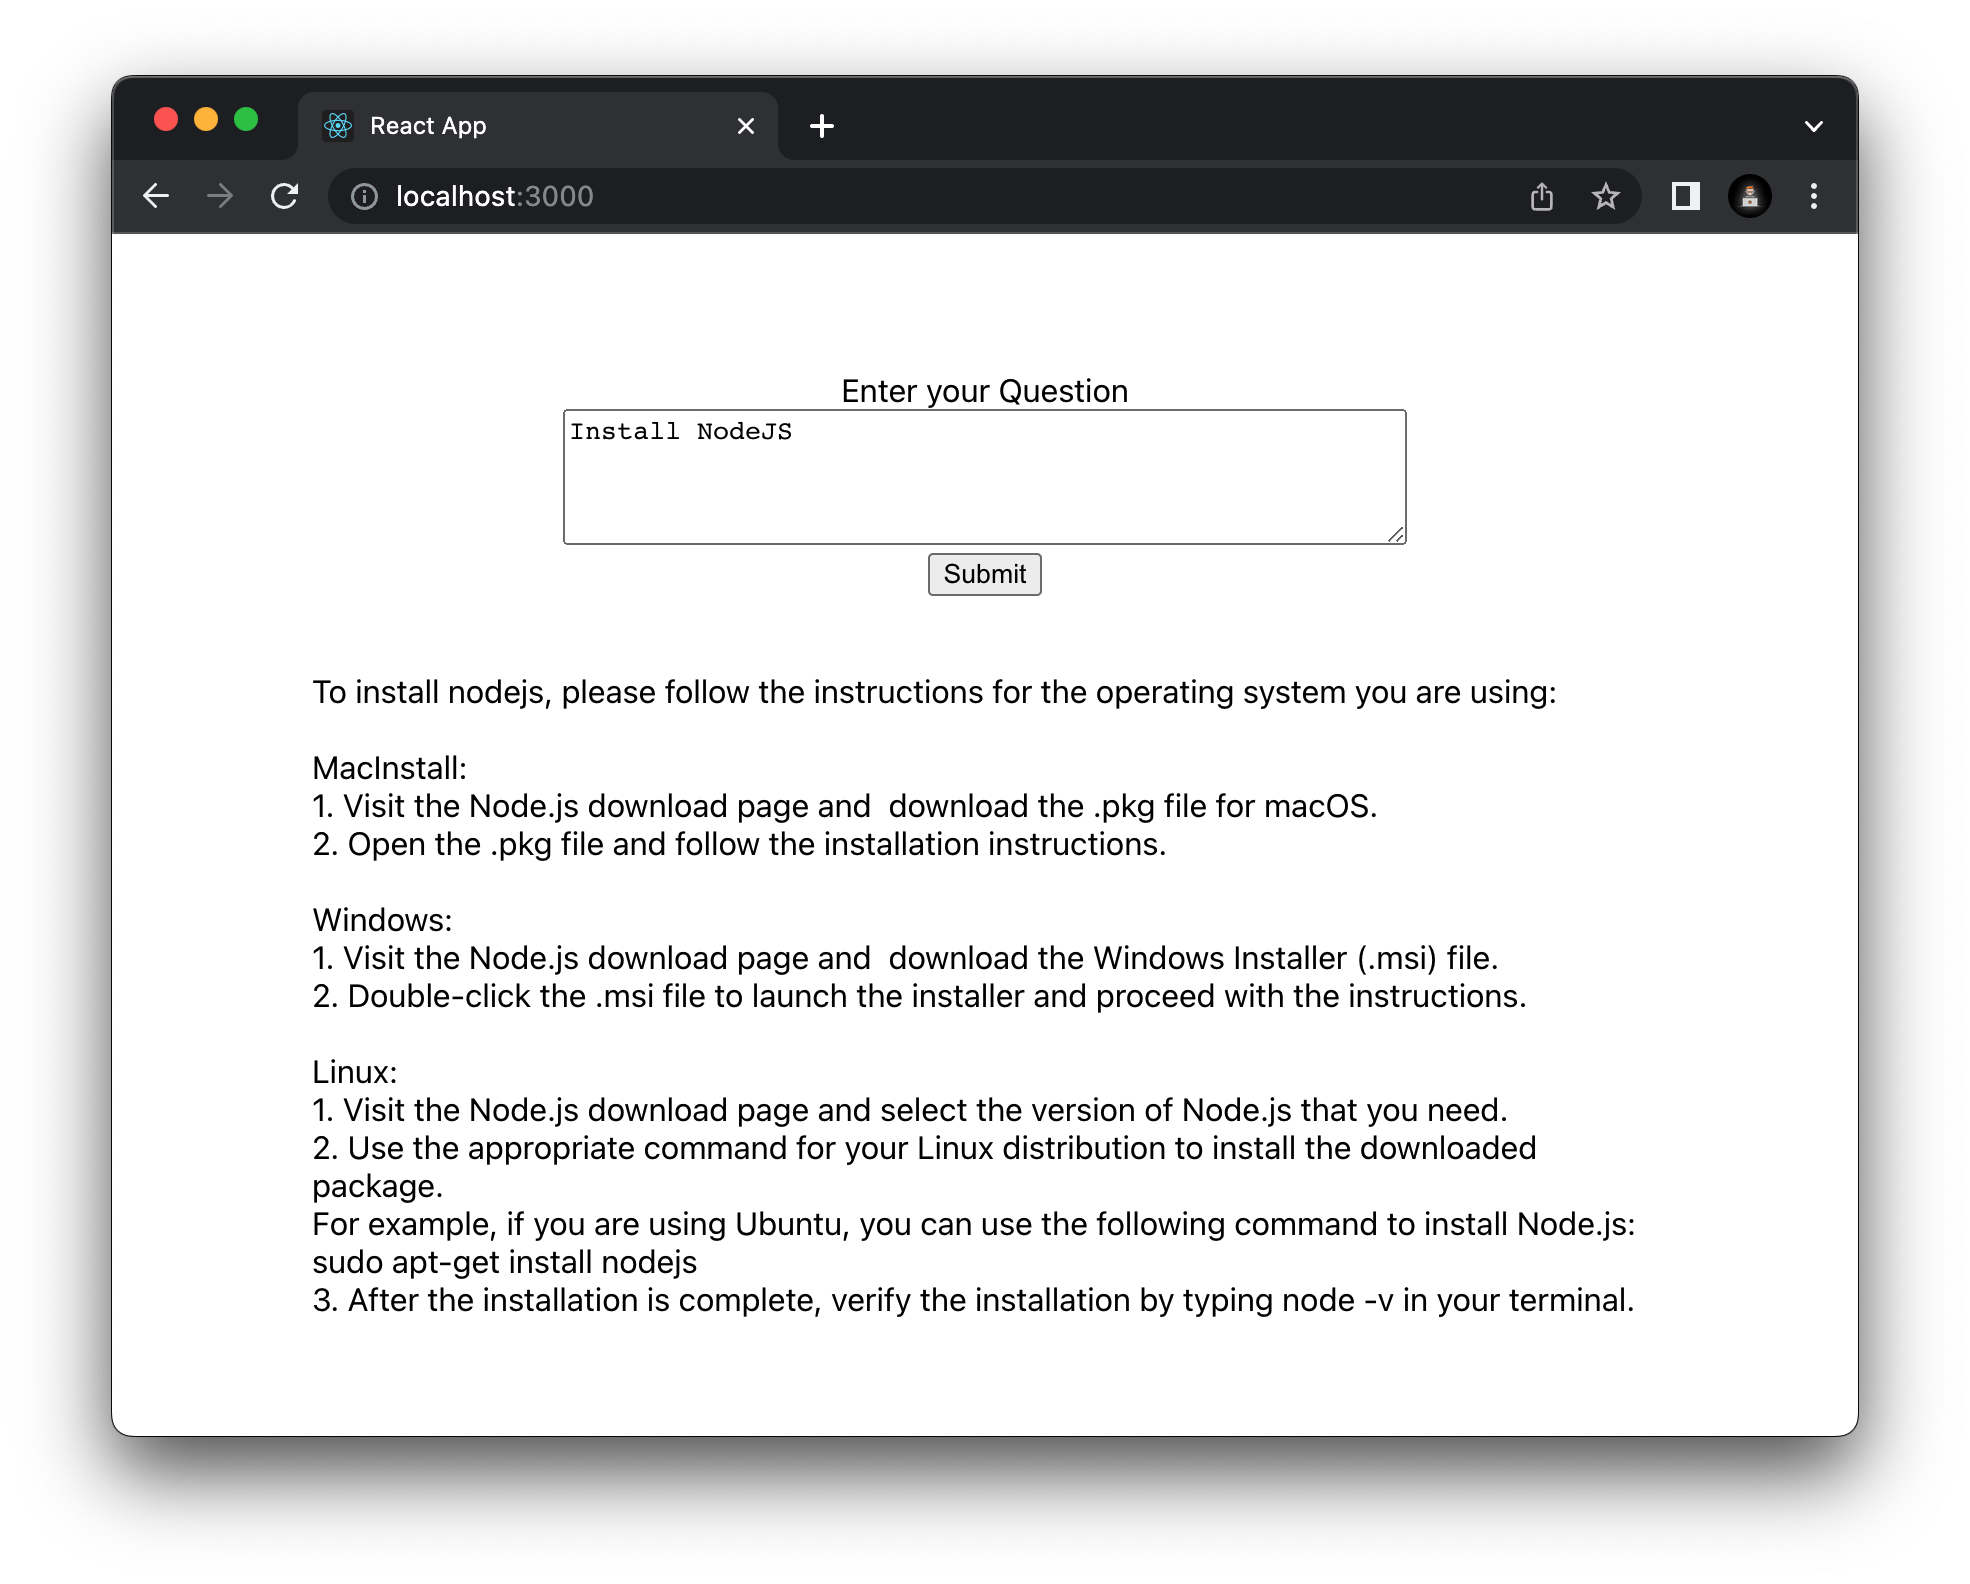 React App
localhost:3000
Enter your Question
Install NodeJS
Submit
To install nodejs, please follow the instructions for the operating system you are using:
MacInstall:
1. Visit the Node.js download page and  download the .pkg file for macOS.
2. Open the .pkg file and follow the installation instructions.
Windows:
1. Visit the Node.js download page and  download the Windows Installer (.msi) file.
2. Double-click the .msi file to launch the installer and proceed with the instructions.
Linux:
1. Visit the Node.js download page and select the version of Node.js that you need.
2. Use the appropriate command for your Linux distribution to install the downloaded
package.
For example, if you are using Ubuntu, you can use the following command to install Node.js:
sudo apt-get install nodejs
3. After the installation is complete, verify the installation by typing node -v in your terminal.